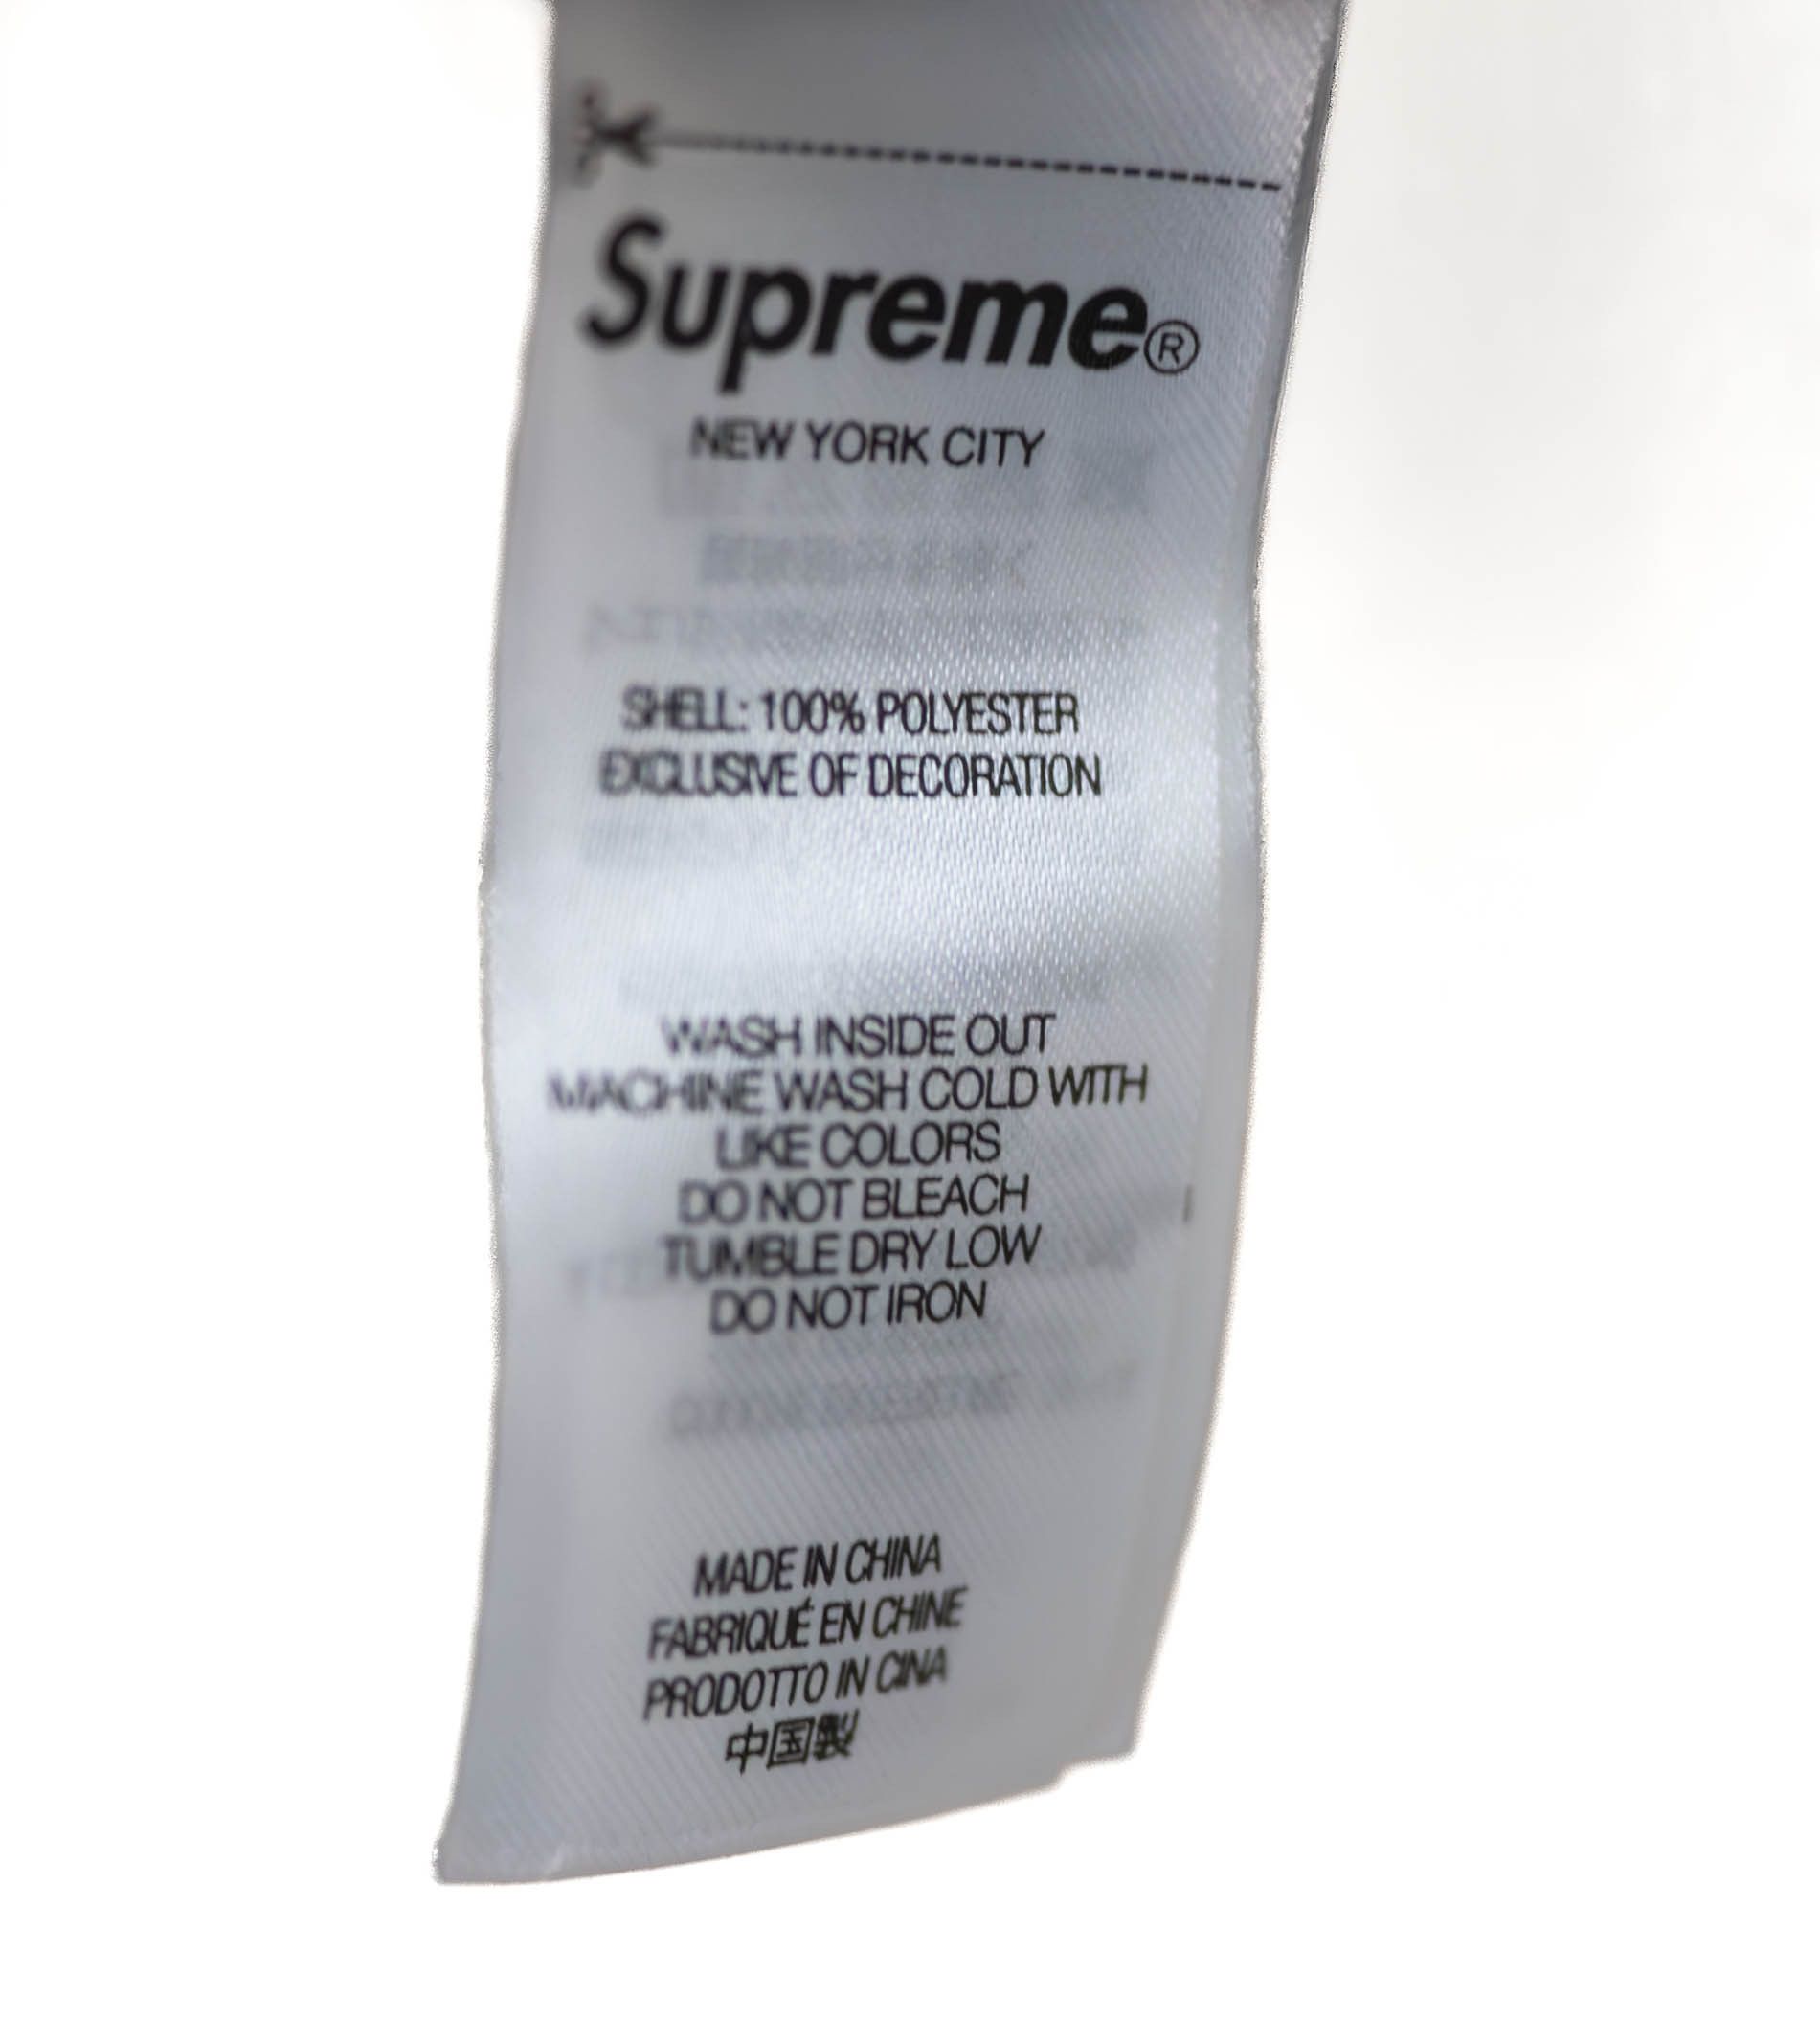 Supreme®
NEW YORK CITY
SHELL: 100% POLYESTER
EXCLUSIVE OF DECORATION
WASH INSIDE OUT
MACHINE WASH COLD WITH
LIKE COLORS
DO NOT BLEACH
TUMBLE DRY LOW
DO NOT IRON
MADE IN CHINA
FABRIQUÉ EN CHINE
PRODOTTO IN CINA
中国製